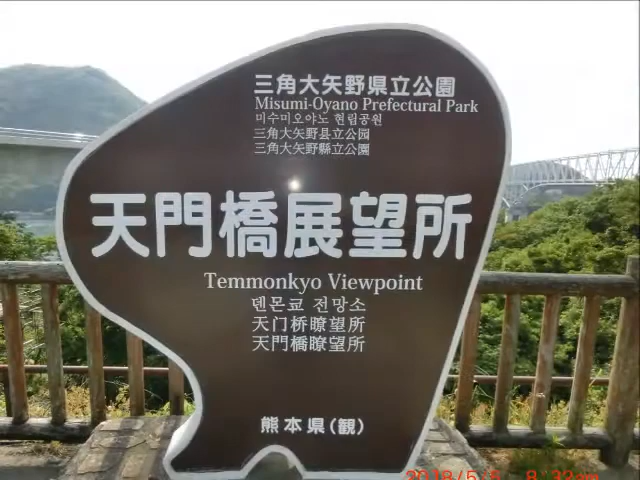 三角大矢野県立公園
Misumi-Oyano Prefectural Park
미수미오야노 현립공원
三角大矢野县立公园
三角大矢野縣立公園
天門橋展望所
Temmonkyo Viewpoint
덴몬쿄 전망소
天门桥瞭望所
天門橋瞭望所
熊本県(観)